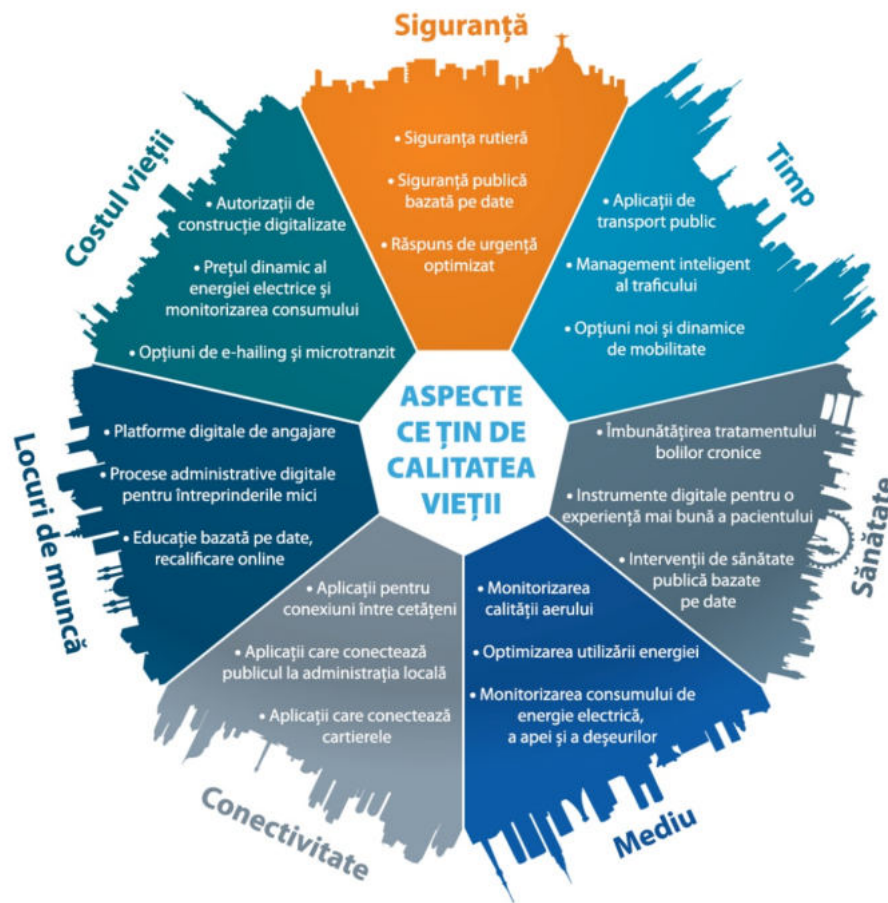 Siguranță
• Siguranța rutieră
• Siguranță publică
bazată pe date
• Răspuns de urgență
optimizat
Timp
• Aplicații de
transport public
• Management inteligent
al traficului
• Opțiuni noi și dinamice
de mobilitate
Sănătate
• Îmbunătățirea tratamentului
bolilor cronice
• Instrumente digitale pentru o
experiență mai bună a pacientului
• Intervenții de sănătate
publică bazate
pe date
Mediu
• Monitorizarea
calității aerului
• Optimizarea utilizării energiei
• Monitorizarea consumului de
energie electrică,
a apei și a deșeurilor
Conectivitate
• Aplicații pentru
conexiuni între cetățeni
• Aplicații care conectează
publicul la administrația locală
• Aplicații care conectează
cartierele
Locuri de muncă
• Platforme digitale de angajare
• Procese administrative digitale
pentru întreprinderile mici
• Educație bazată pe date,
recalificare online
Costul vieții
• Autorizații de
construcție digitalizate
• Prețul dinamic al
energiei electrice și
monitorizarea consumului
• Opțiuni de e-hailing și microtranzit
ASPECTE
CE ȚIN DE
CALITATEA
VIEȚII